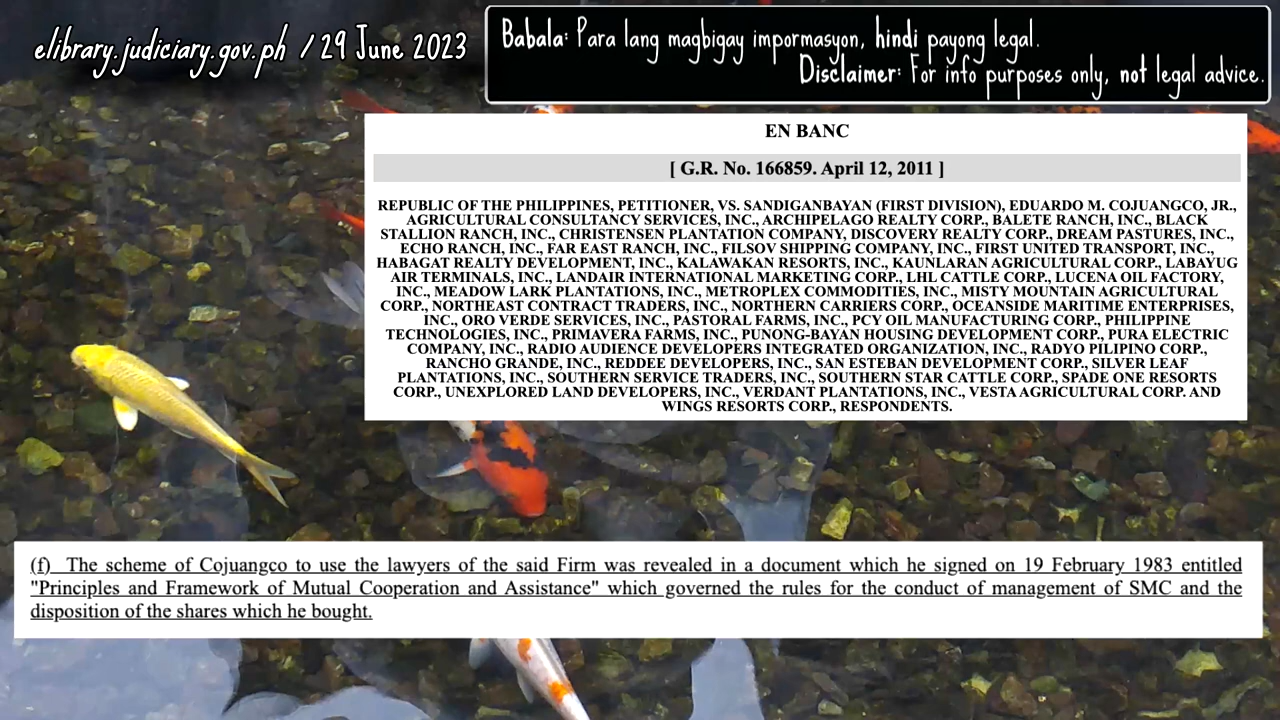 elibrary.judiciary.gov.ph / 29 June 2023
Babala: Para lang magbigay impormasyon, hindi payong legal.
Disclaimer: For info purposes only, not legal advice.
EN BANC
[ G.R. No. 166859. April 12, 2011 ]
REPUBLIC OF THE PHILIPPINES, PETITIONER, VS. SANDIGANBAYAN (FIRST DIVISION), EDUARDO M. COJUANGCO, JR.,
AGRICULTURAL CONSULTANCY SERVICES, INC., ARCHIPELAGO REALTY CORP., BALETE RANCH, INC., BLACK
STALLION RANCH, INC., CHRISTENSEN PLANTATION COMPANY, DISCOVERY REALTY CORP., DREAM PASTURES, INC.,
ECHO RANCH, INC., FAR EAST RANCH, INC., FILSOV SHIPPING COMPANY, INC., FIRST UNITED TRANSPORT, INC.,
HABAGAT REALTY DEVELOPMENT, INC., KALAWAKAN RESORTS, INC., KAUNLARAN AGRICULTURAL CORP., LABAYUG
AIR TERMINALS, INC., LANDAIR INTERNATIONAL MARKETING CORP., LHL CATTLE CORP., LUCENA OIL FACTORY,
INC., MEADOW LARK PLANTATIONS, INC., METROPLEX COMMODITIES, INC., MISTY MOUNTAIN AGRICULTURAL
CORP., NORTHEAST CONTRACT TRADERS, INC., NORTHERN CARRIERS CORP., OCEANSIDE MARITIME ENTERPRISES,
INC., ORO VERDE SERVICES, INC., PASTORAL FARMS, INC., PCY OIL MANUFACTURING CORP., PHILIPPINE
TECHNOLOGIES, INC., PRIMAVERA FARMS, INC., PUNONG-BAYAN HOUSING DEVELOPMENT CORP., PURA ELECTRIC
COMPANY, INC., RADIO AUDIENCE DEVELOPERS INTEGRATED ORGANIZATION, INC., RADYO PILIPINO CORP.,
RANCHO GRANDE, INC., REDDEE DEVELOPERS, INC., SAN ESTEBAN DEVELOPMENT CORP., SILVER LEAF
PLANTATIONS, INC., SOUTHERN SERVICE TRADERS, INC., SOUTHERN STAR CATTLE CORP., SPADE ONE RESORTS
CORP., UNEXPLORED LAND DEVELOPERS, INC., VERDANT PLANTATIONS, INC., VESTA AGRICULTURAL CORP. AND
WINGS RESORTS CORP., RESPONDENTS.
(f) The scheme of Cojuangco to use the lawyers of the said Firm was revealed in a document which he signed on 19 February 1983 entitled
"Principles and Framework of Mutual Cooperation and Assistance" which governed the rules for the conduct of management of SMC and the
disposition of the shares which he bought.